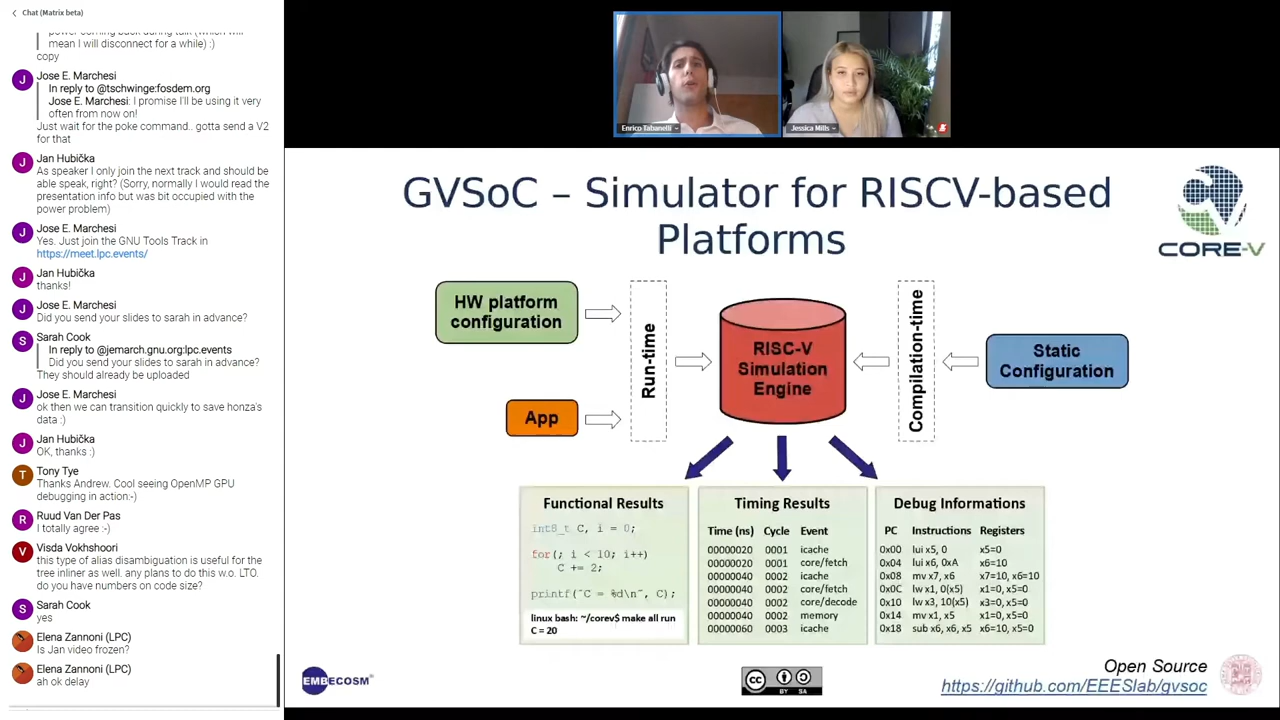 Chat (Matrix beta)
power coming back during talk (which will
mean I will disconnect for a while) :)
copy
J
Jose E. Marchesi
In reply to @tschwinge:fosdem.org
Jose E. Marchesi: I promise I'll be using it very
often from now on!
Just wait for the poke command.. gotta send a V2
for that
J
Jan Hubička
As speaker I only join the next track and should be
able speak, right? (Sorry, normally I would read the
presentation info but was bit occupied with the
power problem)
J
Jose E. Marchesi
Yes. Just join the GNU Tools Track in
https://meet.lpc.events/
J
Jan Hubička
thanks!
J
Jose E. Marchesi
Did you send your slides to sarah in advance?
S
Sarah Cook
In reply to @jemarch.gnu.org:lpc.events
Did you send your slides to sarah in advance?
They should already be uploaded
J
Jose E. Marchesi
ok then we can transition quickly to save honza's
data :)
J
Jan Hubička
OK, thanks :)
T
Tony Tye
Thanks Andrew. Cool seeing OpenMP GPU
debugging in action:-)
R
Ruud Van Der Pas
I totally agree :-)
V
Visda Vokhshoori
this type of alias disambiguation is useful for the
tree inliner as well. any plans to do this w.o. LTO.
do you have numbers on code size?
S
Sarah Cook
yes
Elena Zannoni (LPC)
Is Jan video frozen?
Elena Zannoni (LPC)
ah ok delay
Enrico Tabanelli
Jessica Mills
GVSoC – Simulator for RISCV-based
Platforms
CORE-V
HW platform
configuration
App
Run-time
RISC-V
Simulation
Engine
Compilation-time
Static
Configuration
Functional Results
int8_t C, i = 0;
for(; i < 10; i++)
C += 2;
printf("C = %d\n", C);
linux bash: ~/corev$ make all run
C = 20
Timing Results
Time (ns) Cycle Event
00000020 0001 icache
00000020 0001 core/fetch
00000040 0002 icache
00000040 0002 core/fetch
00000040 0002 core/decode
00000040 0002 memory
00000060 0003 icache
Debug Informations
PC Instructions Registers
0x00 lui x5, 0 x5=0
0x04 lui x6, 0xA x6=10
0x08 mv x7, x6 x7=10, x6=10
0x0C lw x1, 0(x5) x1=0, x5=0
0x10 lw x3, 10(x5) x3=0, x5=0
0x14 mv x1, x5 x1=0, x5=0
0x18 sub x6, x6, x5 x6=10, x5=0
EMBECOSM®
cc
BY SA
Open Source
https://github.com/EEESlab/gvsoc